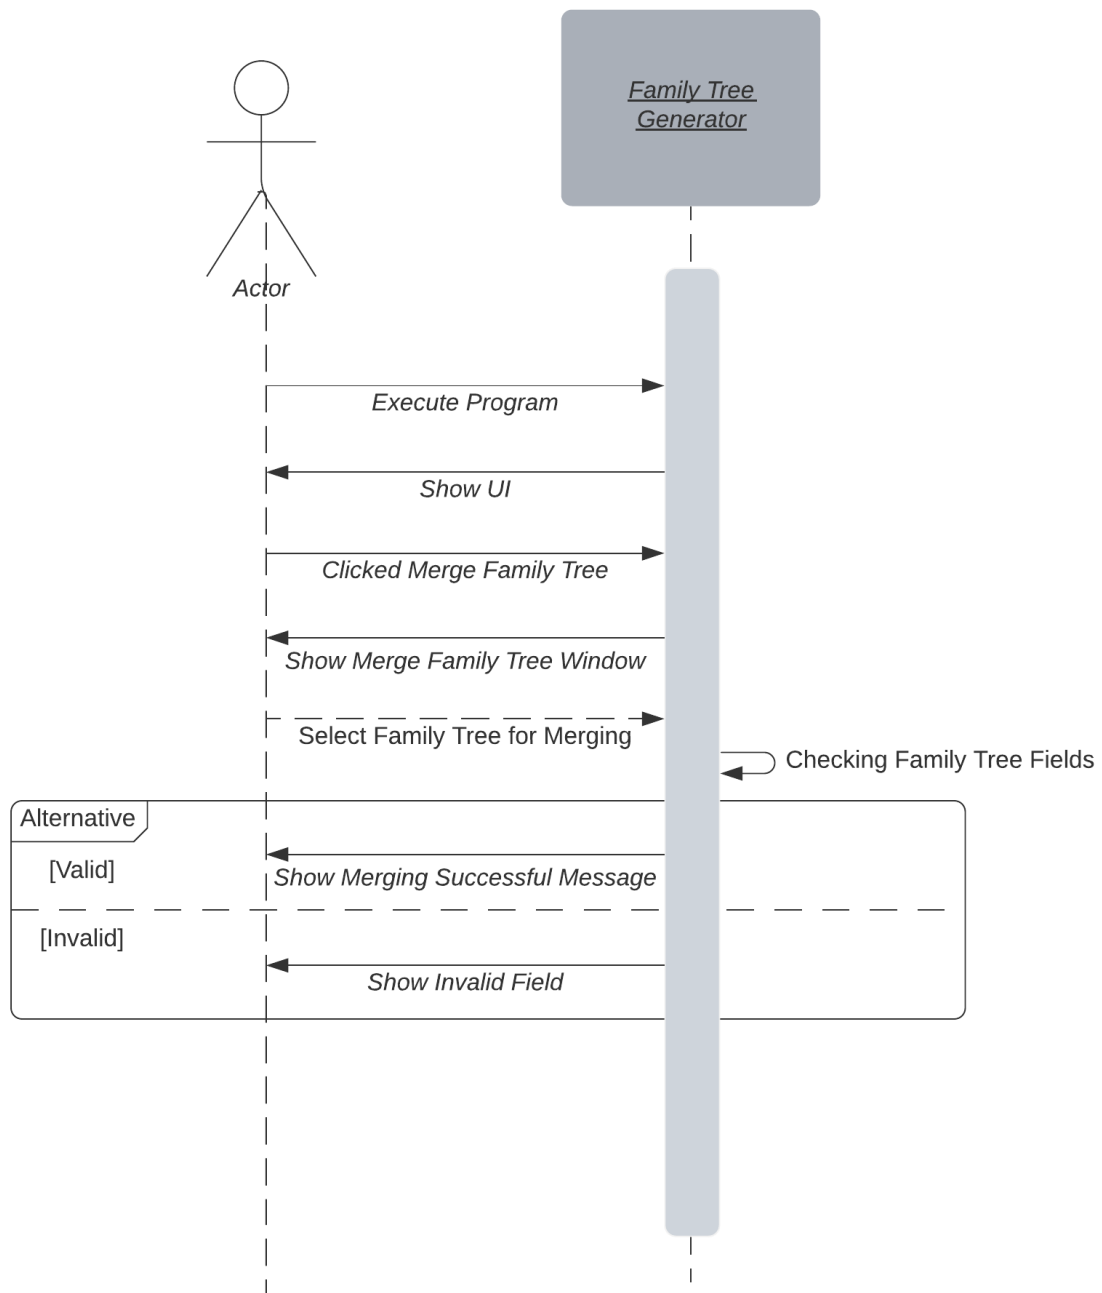 Family Tree
Generator
Actor
Execute Program
Show UI
Clicked Merge Family Tree
Show Merge Family Tree Window
Select Family Tree for Merging
Checking Family Tree Fields
Alternative
[Valid]
Show Merging Successful Message
[Invalid]
Show Invalid Field